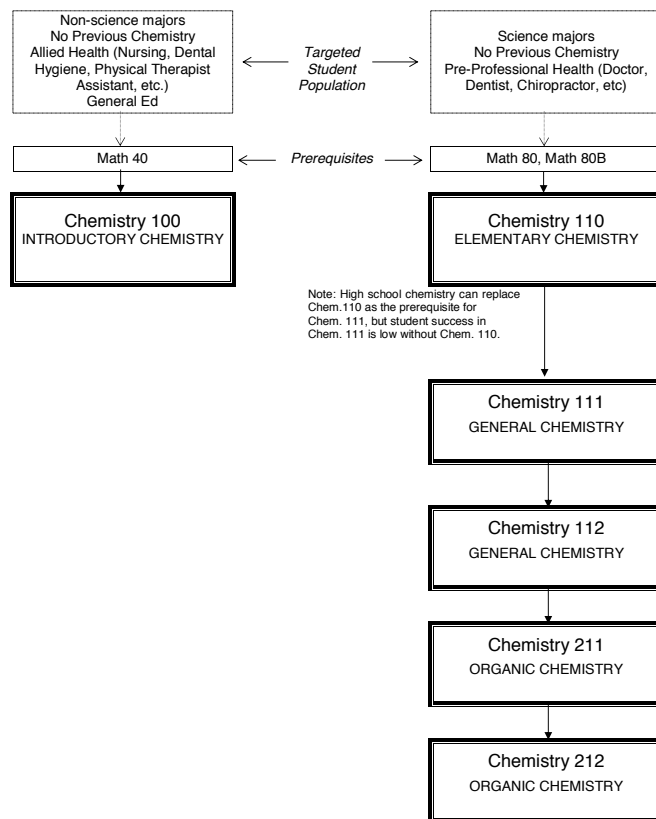 Non-science majors
No Previous Chemistry
Allied Health (Nursing, Dental
Hygiene, Physical Therapist
Assistant, etc.)
General Ed
Targeted
Student
Population
Science majors
No Previous Chemistry
Pre-Professional Health (Doctor,
Dentist, Chiropractor, etc)
Math 40
Prerequisites
Math 80, Math 80B
Chemistry 100
INTRODUCTORY CHEMISTRY
Chemistry 110
ELEMENTARY CHEMISTRY
Note: High school chemistry can replace
Chem.110 as the prerequisite for
Chem. 111, but student success in
Chem. 111 is low without Chem. 110.
Chemistry 111
GENERAL CHEMISTRY
Chemistry 112
GENERAL CHEMISTRY
Chemistry 211
ORGANIC CHEMISTRY
Chemistry 212
ORGANIC CHEMISTRY